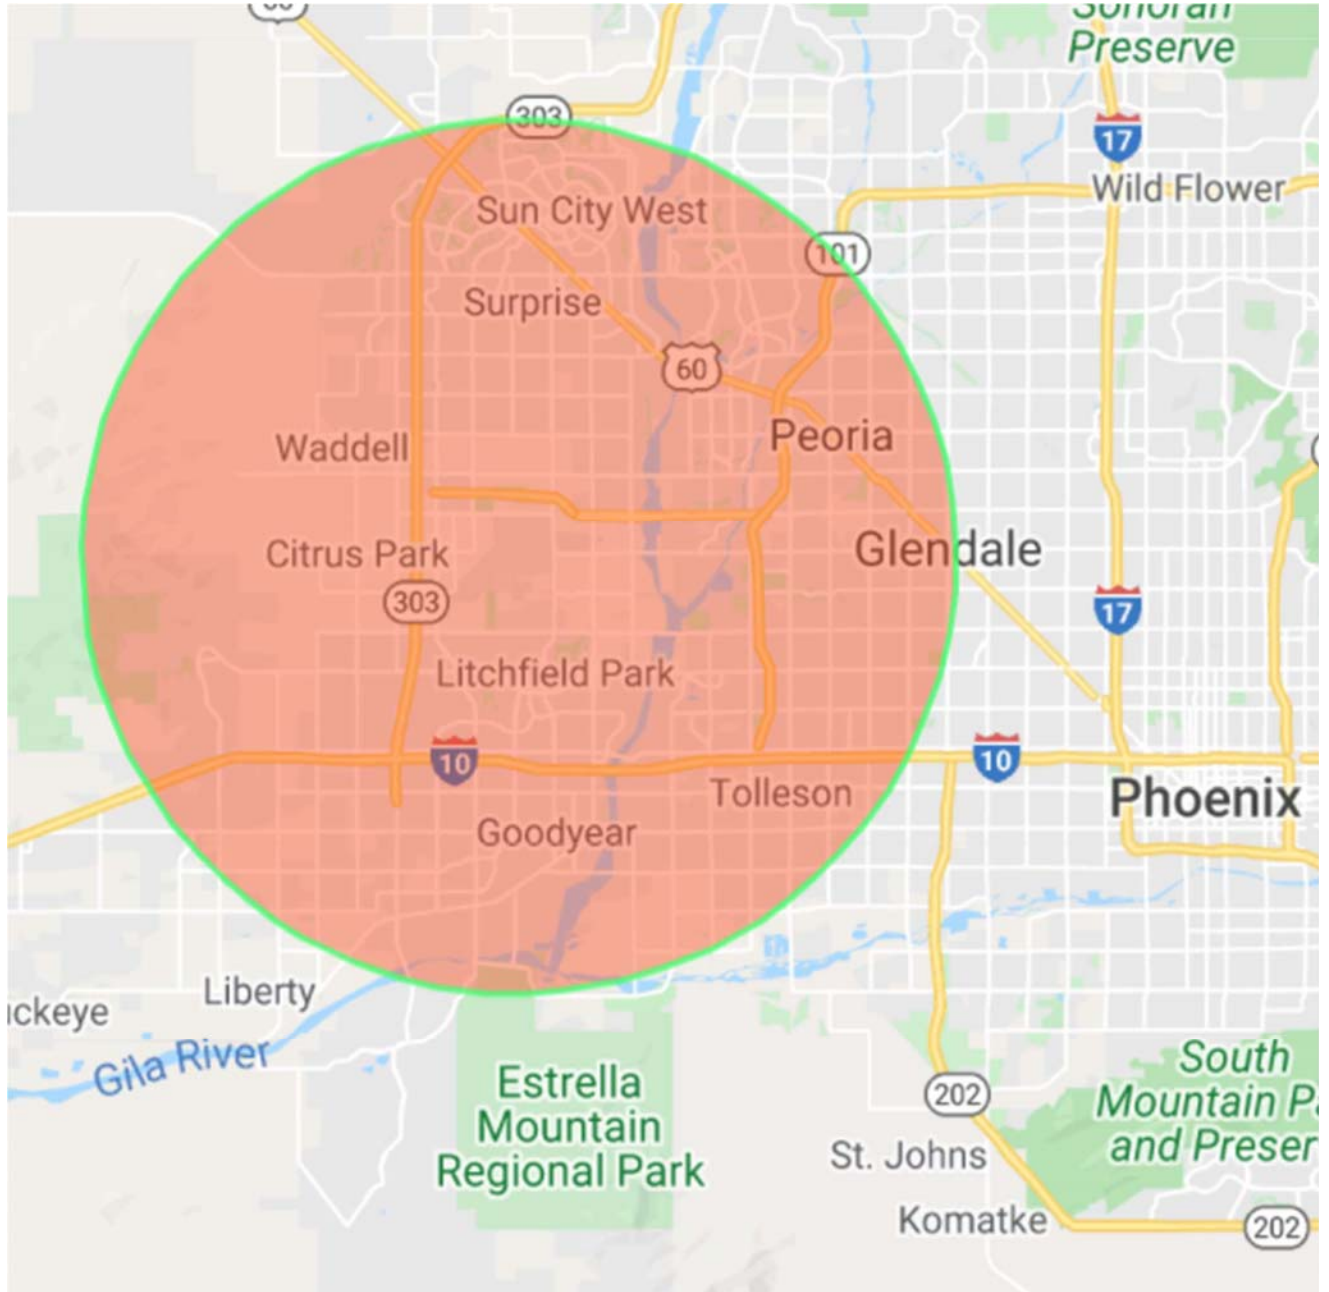 Sonoran
Preserve
303
17
Wild Flower
Sun City West
101
Surprise
60
Peoria
Waddell
Glendale
Citrus Park
303
17
Litchfield Park
10
10
Tolleson
Phoenix
Goodyear
Liberty
uckeye
Gila River
Estrella
Mountain
Regional Park
South
Mountain Pa
and Preser
202
St. Johns
Komatke
202